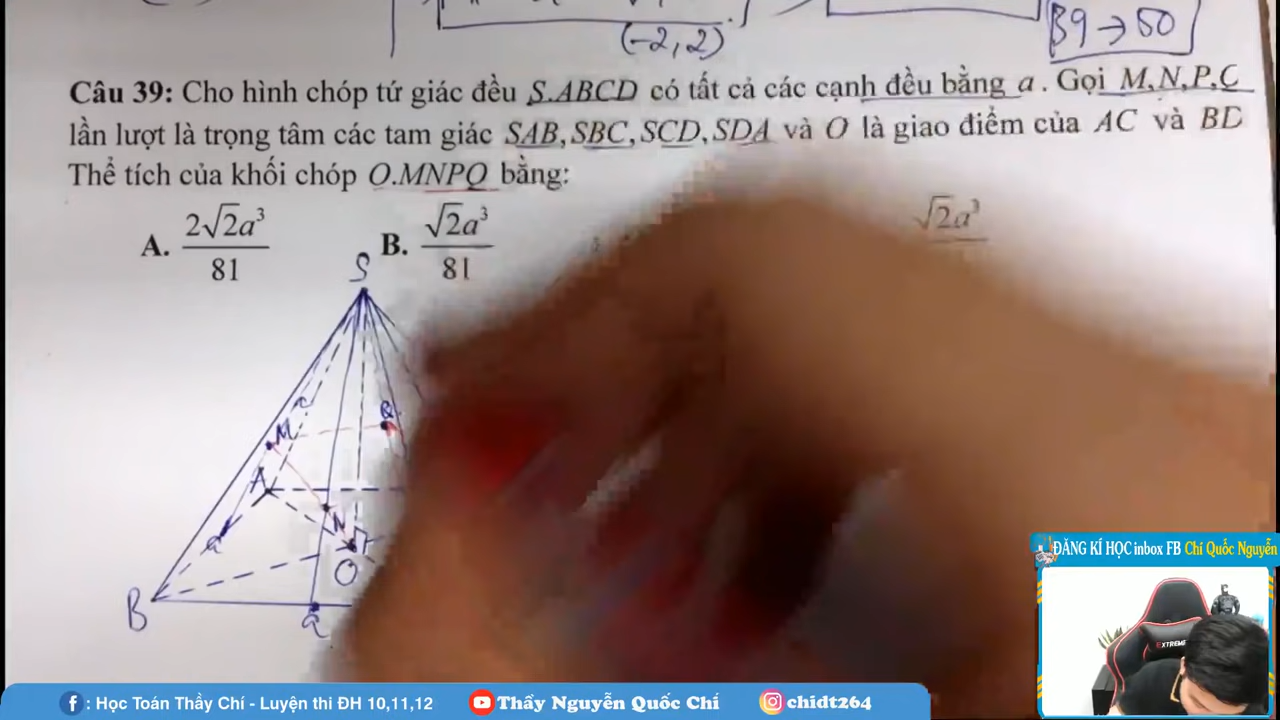 (-2,2)
39→50
Câu 39: Cho hình chóp tứ giác đều S.ABCD có tất cả các cạnh đều bằng a. Gọi M,N,P,Q
lần lượt là trọng tâm các tam giác SAB,SBC,SCD,SDA và O là giao điểm của AC và BD
Thể tích của khối chóp O.MNPQ bằng:
A. 2√2a³/81 B. √2a³/81 √2a³
S
a
M
Q
A
N
a
O
B
a
ĐĂNG KÍ HỌC inbox FB Chí Quốc Nguyễn
EXTREME
f : Học Toán Thầy Chí - Luyện thi ĐH 10,11,12 Thầy Nguyễn Quốc Chí chidt264